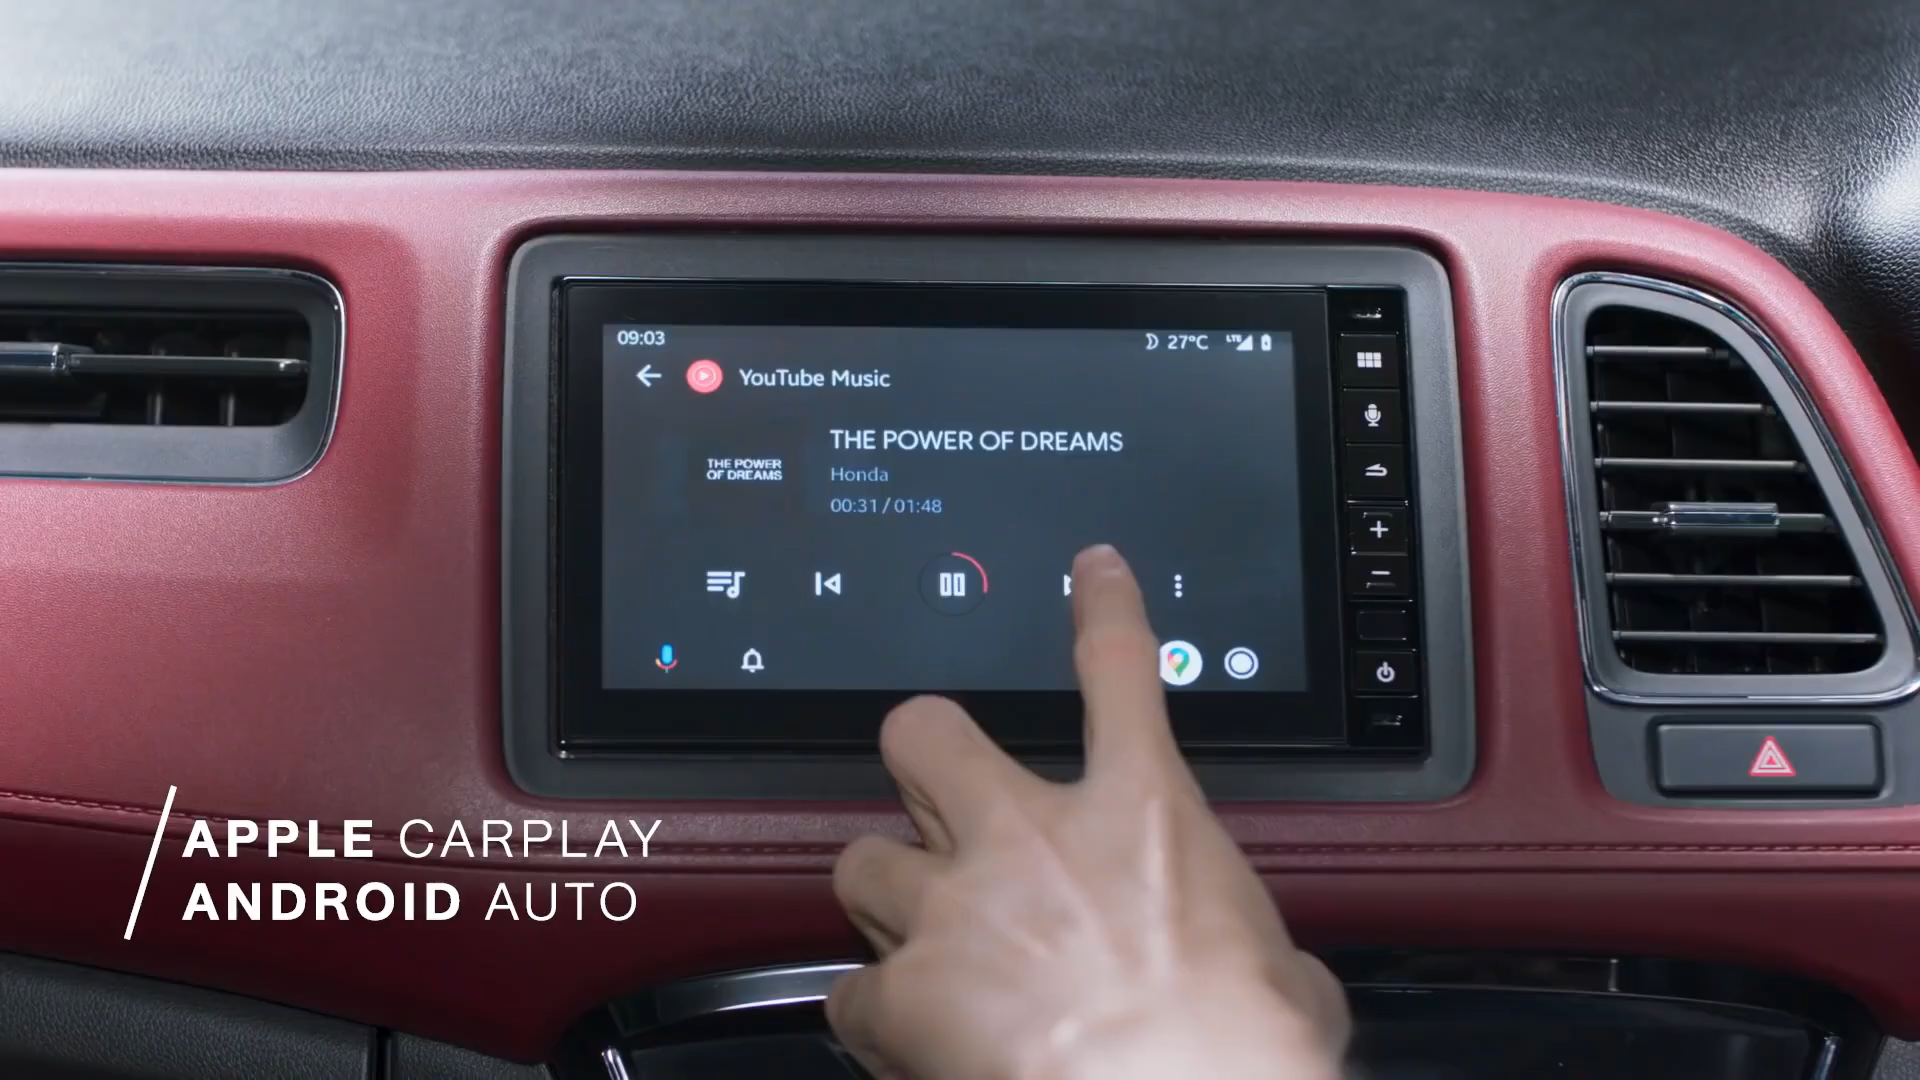 09:03
27°C LTE
YouTube Music
THE POWER OF DREAMS
THE POWER
OF DREAMS
Honda
00:31 / 01:48
APPLE CARPLAY
ANDROID AUTO